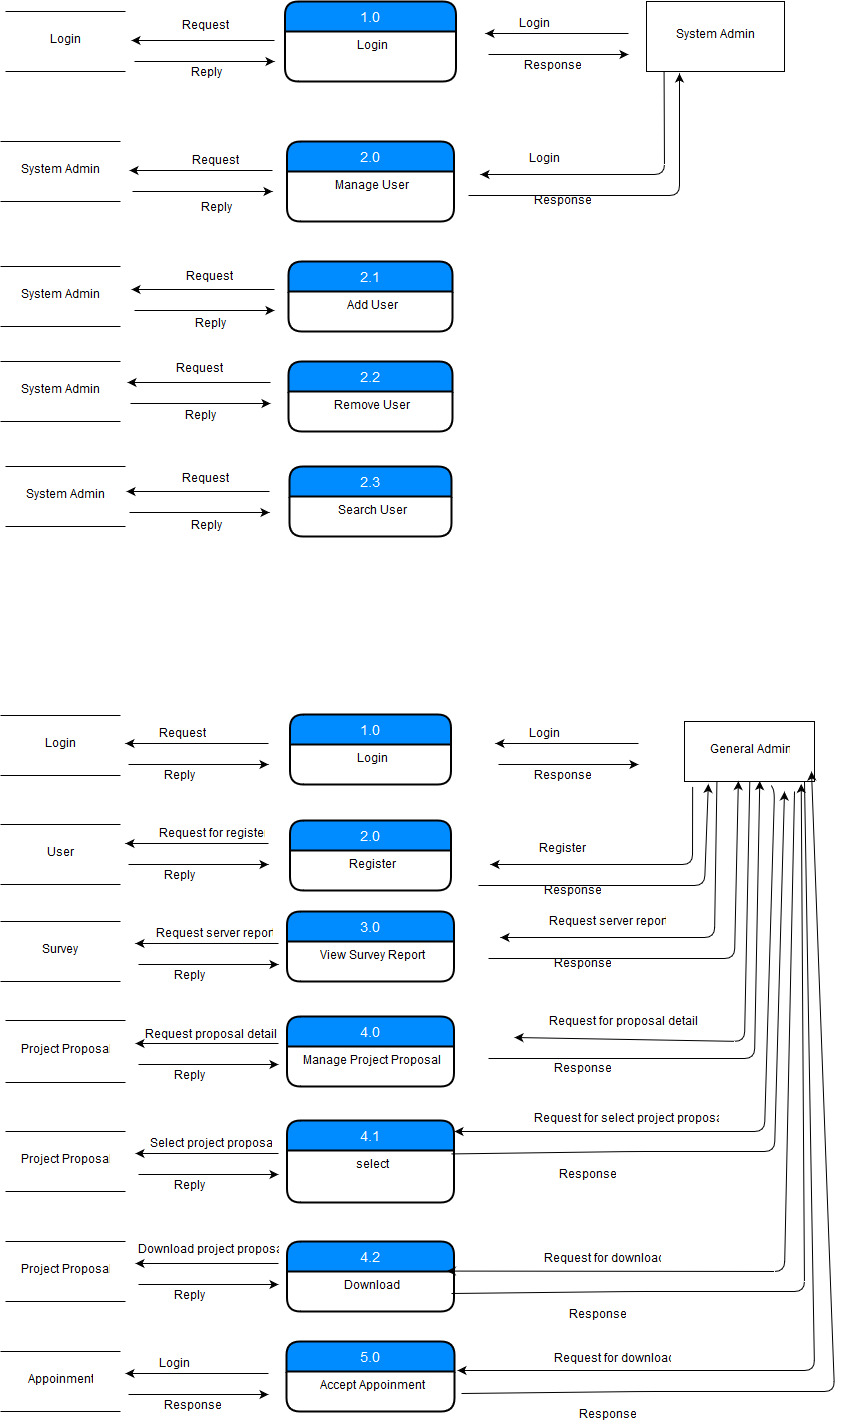 1.0
Request
Login
Login
Login
System Admin
Reply
Response
2.0
Request
Login
System Admin
Manage User
Reply
Response
2.1
Request
System Admin
Add User
Reply
2.2
Request
System Admin
Remove User
Reply
2.3
Request
System Admin
Search User
Reply
1.0
Request
Login
Login
Login
General Admin
Reply
Response
2.0
Request for registe
Register
User
Register
Reply
Response
3.0
Request server repor
Request server repor
Survey
View Survey Report
Reply
Response
4.0
Request proposal detail
Request for proposal detail
Project Proposa
Manage Project Proposal
Reply
Response
4.1
Request for select project propos
Select project proposa
Project Proposa
select
Reply
Response
4.2
Download project propos
Request for downloa
Project Proposa
Download
Reply
Response
5.0
Login
Request for downloa
Appoinment
Accept Appoinment
Response
Response